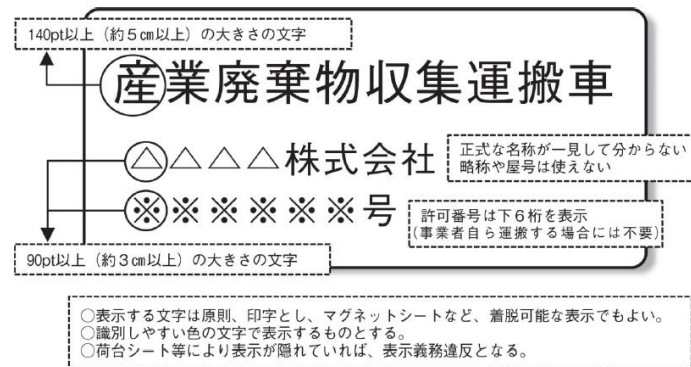 140pt以上（約５㎝以上）の大きさの文字
産業廃棄物収集運搬車
△△△△株式会社
正式な名称が一見して分からない
略称や屋号は使えない
※※※※※※号
許可番号は下６桁を表示
(事業者自ら運搬する場合には不要)
90pt以上（約３㎝以上）の大きさの文字
○表示する文字は原則、印字とし、マグネットシートなど、着脱可能な表示でもよい。
○識別しやすい色の文字で表示するものとする。
○荷台シート等により表示が隠れていれば、表示義務違反となる。